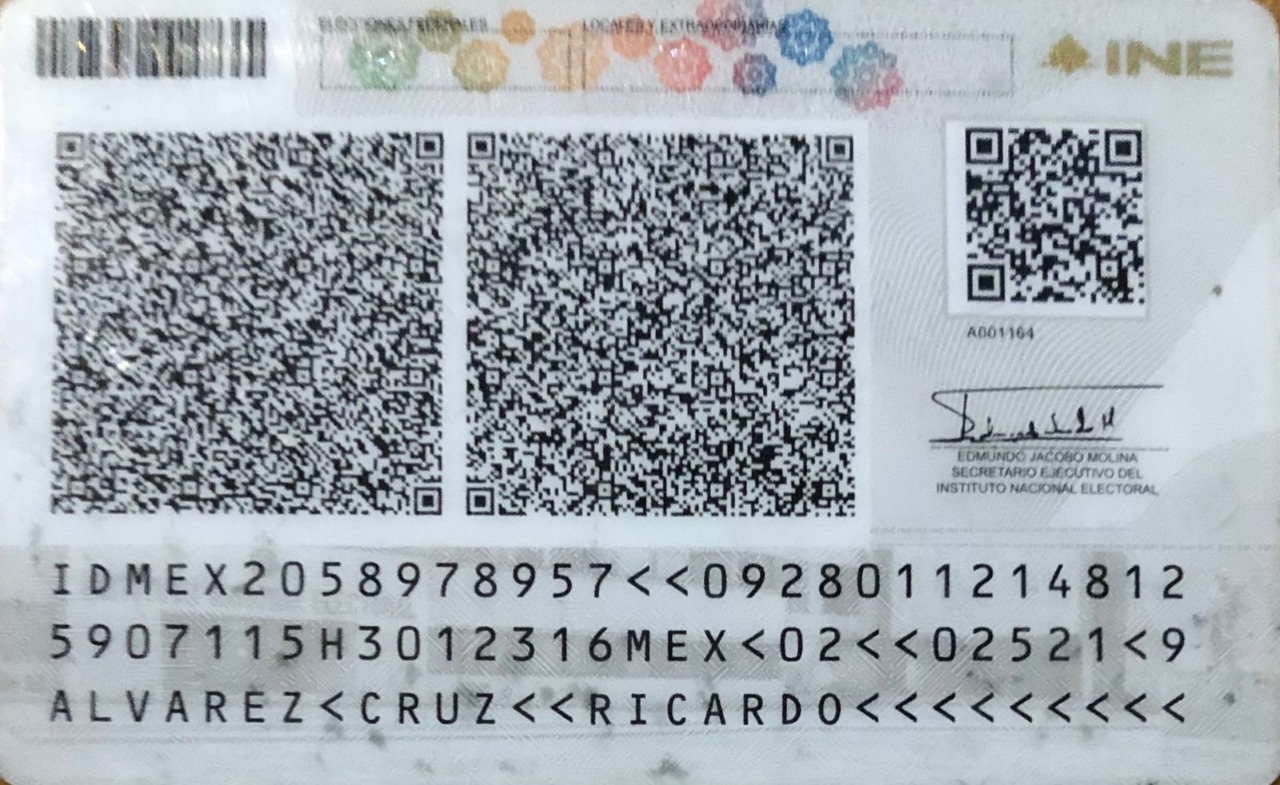 ELECCIONES FEDERALES LOCALES Y EXTRAORDINARIAS
INE
A001164
EDMUNDO JACOBO MOLINA
SECRETARIO EJECUTIVO DEL
INSTITUTO NACIONAL ELECTORAL
IDMEX2058978957<<0928011214812
5907115H3012316MEX<02<<02521<9
ALVAREZ<CRUZ<<RICARDO<<<<<<<<<